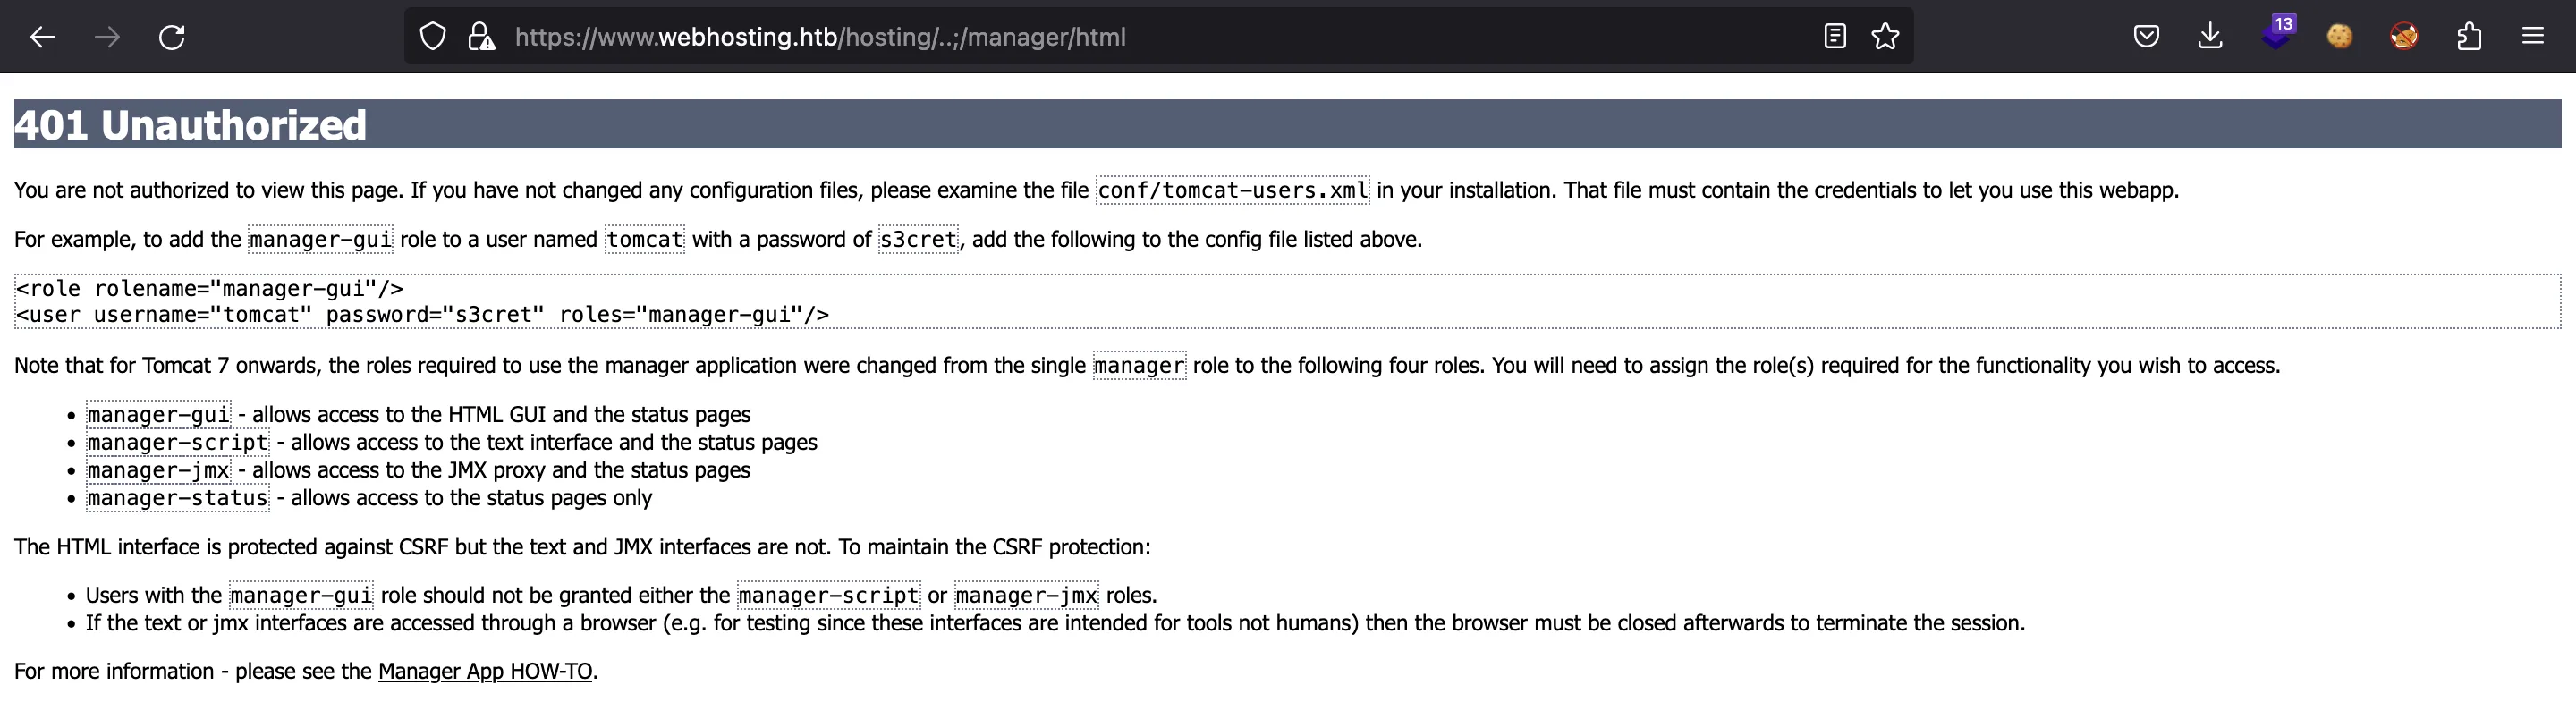 https://www.webhosting.htb/hosting/..;/manager/html
13
401 Unauthorized
You are not authorized to view this page. If you have not changed any configuration files, please examine the file conf/tomcat-users.xml in your installation. That file must contain the credentials to let you use this webapp.
For example, to add the manager-gui role to a user named tomcat with a password of s3cret, add the following to the config file listed above.
<role rolename="manager-gui"/>
<user username="tomcat" password="s3cret" roles="manager-gui"/>
Note that for Tomcat 7 onwards, the roles required to use the manager application were changed from the single manager role to the following four roles. You will need to assign the role(s) required for the functionality you wish to access.
• manager-gui - allows access to the HTML GUI and the status pages
• manager-script - allows access to the text interface and the status pages
• manager-jmx - allows access to the JMX proxy and the status pages
• manager-status - allows access to the status pages only
The HTML interface is protected against CSRF but the text and JMX interfaces are not. To maintain the CSRF protection:
• Users with the manager-gui role should not be granted either the manager-script or manager-jmx roles.
• If the text or jmx interfaces are accessed through a browser (e.g. for testing since these interfaces are intended for tools not humans) then the browser must be closed afterwards to terminate the session.
For more information - please see the Manager App HOW-TO.